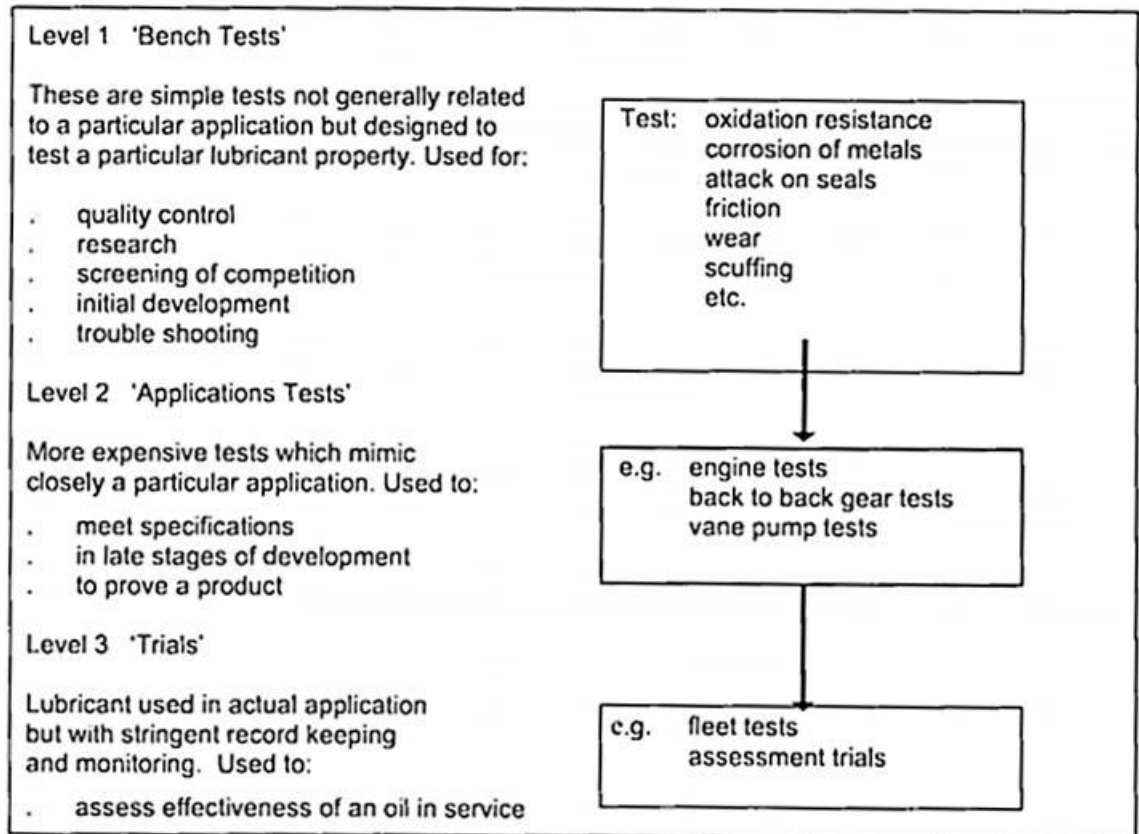 Level 1 'Bench Tests'
These are simple tests not generally related
to a particular application but designed to
test a particular lubricant property. Used for:
. quality control
. research
. screening of competition
. initial development
. trouble shooting
Test: oxidation resistance
corrosion of metals
attack on seals
friction
wear
scuffing
etc.
Level 2 'Applications Tests'
More expensive tests which mimic
closely a particular application. Used to:
. meet specifications
. in late stages of development
. to prove a product
e.g. engine tests
back to back gear tests
vane pump tests
Level 3 'Trials'
Lubricant used in actual application
but with stringent record keeping
and monitoring. Used to:
. assess effectiveness of an oil in service
e.g. fleet tests
assessment trials